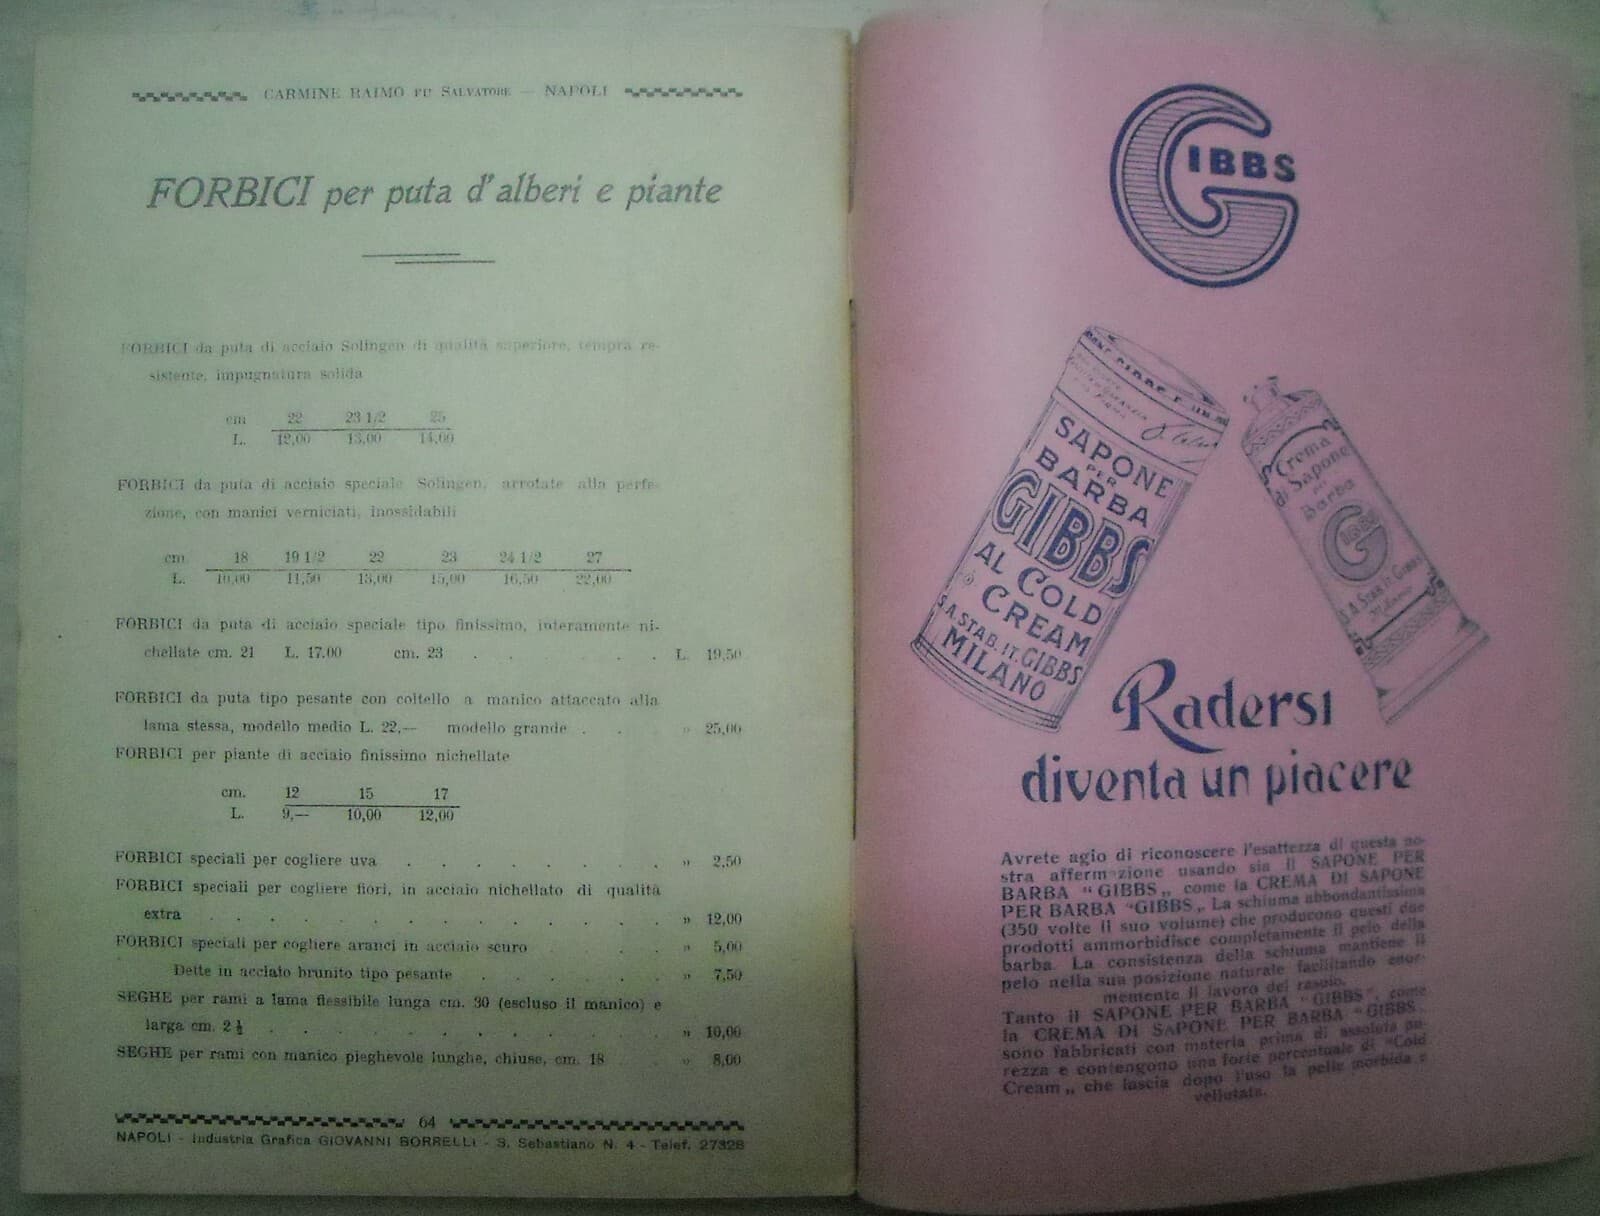 CARMINE RAIMO FU SALVATORE — NAPOLI
FORBICI per puta d'alberi e piante
FORBICI da puta di acciaio Solingen di qualità superiore, tempra re-
sistente, impugnatura solida
cm 22 23 1/2 25
L. 12,00 13,00 14,00
FORBICI da puta di acciaio speciale Solingen, arrotate alla perfe-
zione, con manici verniciati, inossidabili
cm. 18 19 1/2 22 23 24 1/2 27
L. 10,00 11,50 13,00 15,00 16,50 22,00
FORBICI da puta di acciaio speciale tipo finissimo, interamente ni-
chellate cm. 21 L. 17.00 cm. 23 . . . . L. 19,50
FORBICI da puta tipo pesante con coltello a manico attaccato alla
lama stessa, modello medio L. 22,— modello grande . . » 25,00
FORBICI per piante di acciaio finissimo nichellate
cm. 12 15 17
L. 9,— 10,00 12,00
FORBICI speciali per cogliere uva . . . . . . . . » 2,50
FORBICI speciali per cogliere fiori, in acciaio nichellato di qualità
extra . . . . . . . . . . . . . » 12,00
FORBICI speciali per cogliere aranci in acciaio scuro . . » 5,00
Dette in acciaio brunito tipo pesante . . . . . » 7,50
SEGHE per rami a lama flessibile lunga cm. 30 (escluso il manico) e
larga cm. 2 ½ . . . . . . . . . . . » 10,00
SEGHE per rami con manico pieghevole lunghe, chiuse, cm. 18 . » 8,00
64
NAPOLI - Industria Grafica GIOVANNI BORRELLI - S. Sebastiano N. 4 - Telef. 27328
GIBBS
SAPONE
PER
BARBA
GIBBS
AL COLD
CREAM
S.A. STAB. IT. GIBBS
MILANO
Crema
di Sapone
per
Barba
GIBBS
S.A. STAB. IT. GIBBS
Milano
Radersi
diventa un piacere
Avrete agio di riconoscere l'esattezza di questa no-
stra afferm zione usando sia il SAPONE PER
BARBA "GIBBS„ come la CREMA DI SAPONE
PER BARBA "GIBBS„. La schiuma abbondantissima
(350 volte il suo volume) che producono questi due
prodotti ammorbidisce completamente il pelo della
barba. La consistenza della schiuma mantiene il
pelo nella sua posizione naturale facilitando enor-
memente il lavoro del rasoio.
Tanto il SAPONE PER BARBA "GIBBS", come
la CREMA DI SAPONE PER BARBA "GIBBS
sono fabbricati con materia prima di assoluta pu-
rezza e contengono una forte percentuale di "Cold
Cream„ che lascia dopo l'uso la pelle morbida e
vellutata.